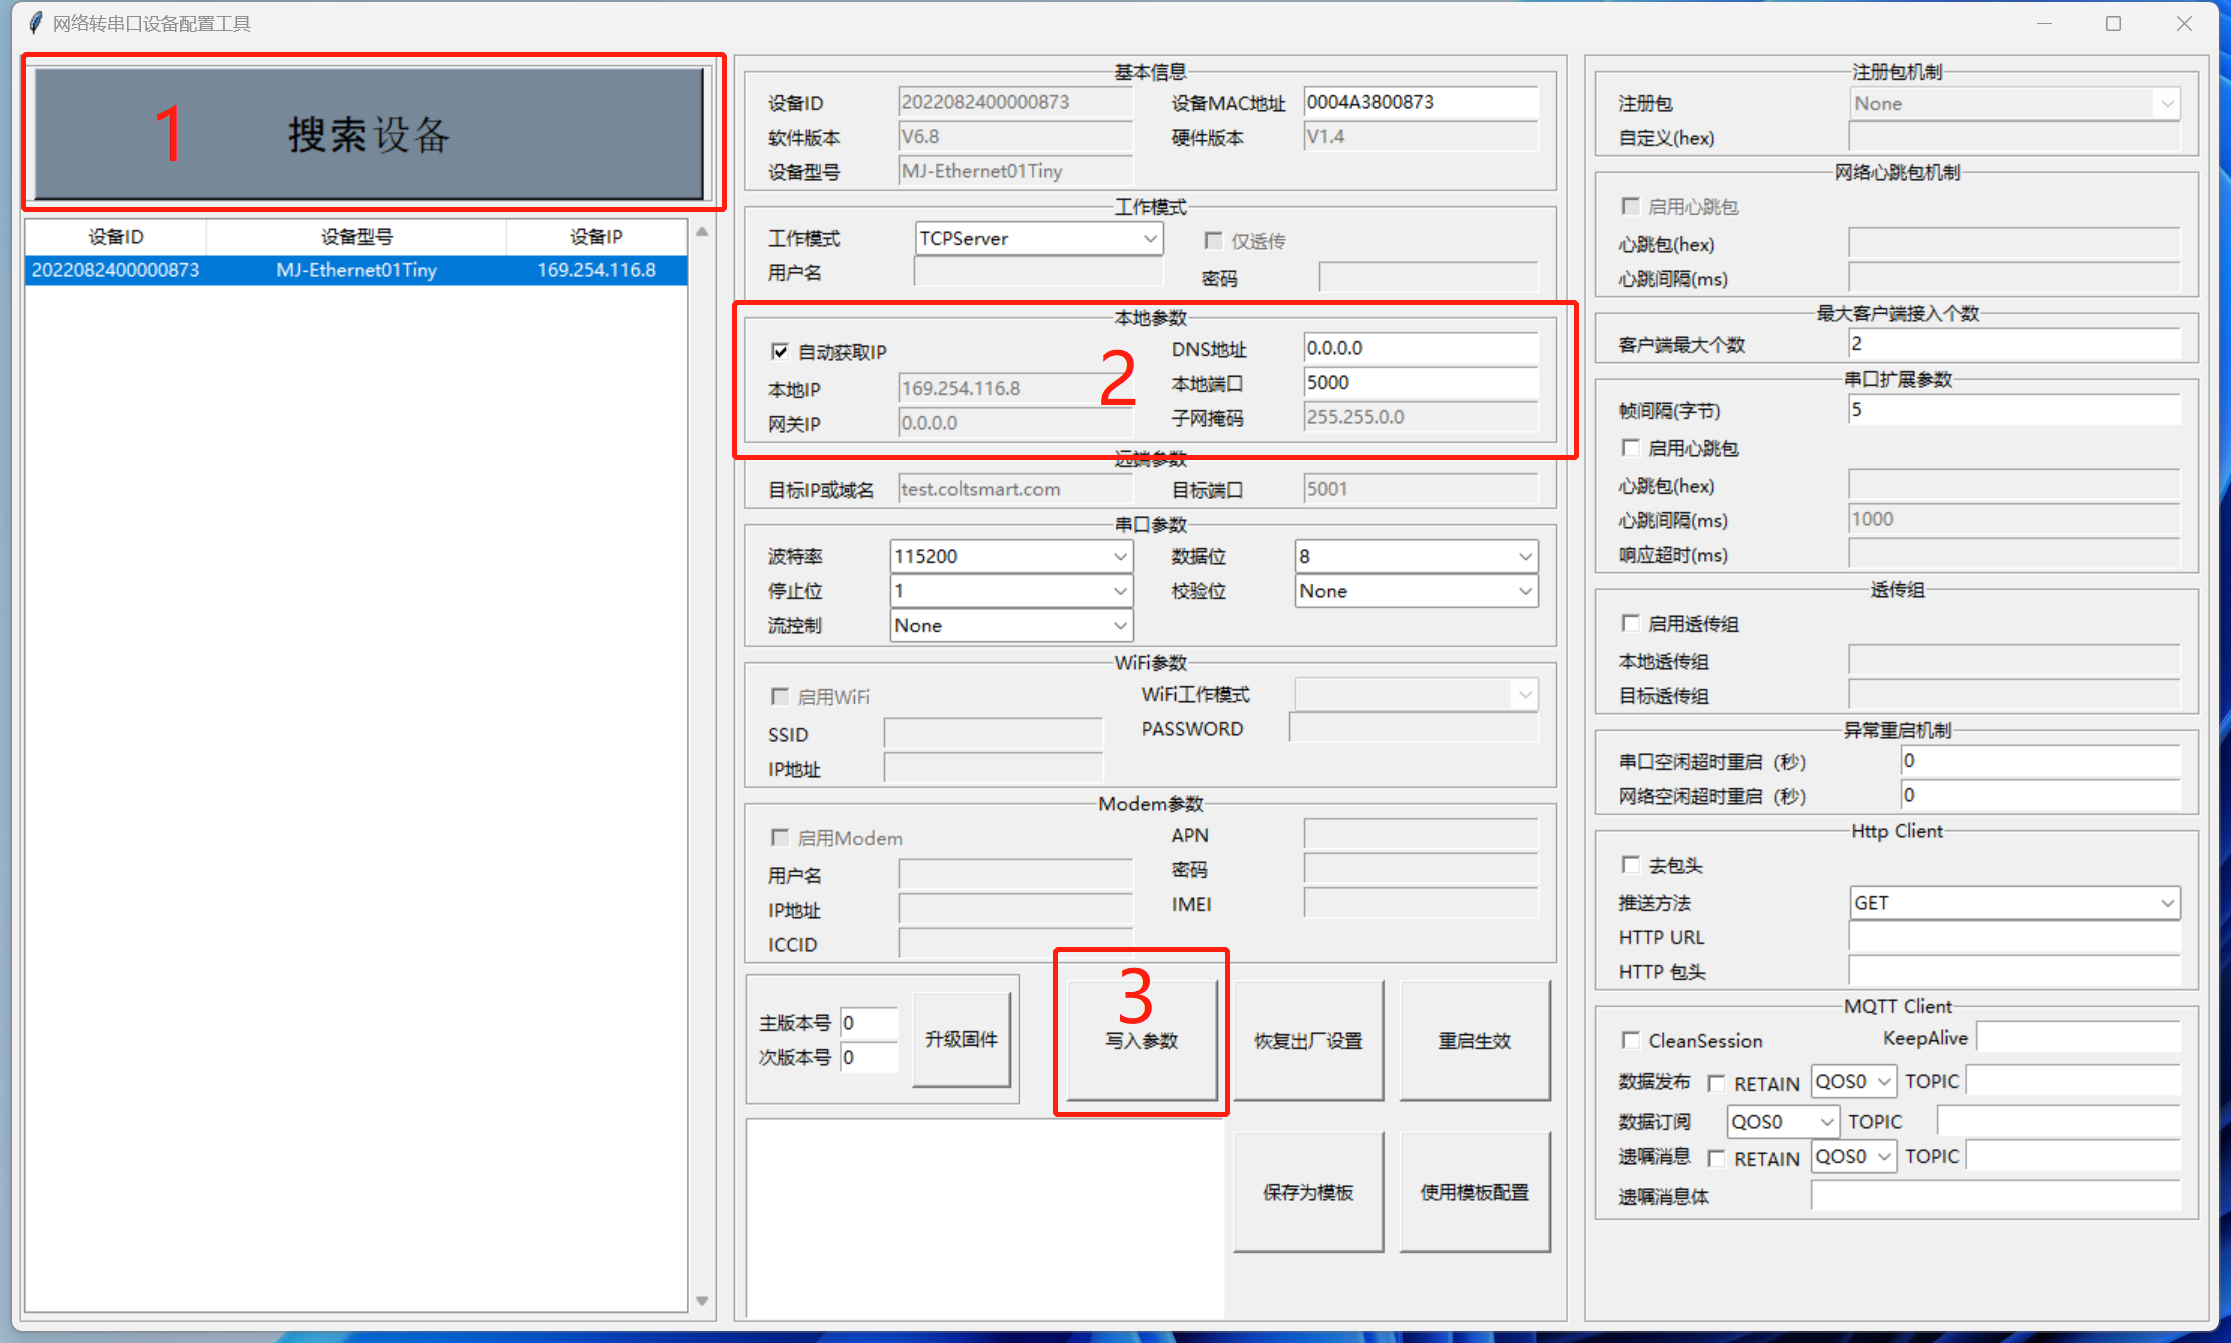 网络转串口设备配置工具
1
搜索设备
设备ID 设备型号 设备IP
2022082400000873 MJ-Ethernet01Tiny 169.254.116.8
基本信息
设备ID 2022082400000873 设备MAC地址 0004A3800873
软件版本 V6.8 硬件版本 V1.4
设备型号 MJ-Ethernet01Tiny
工作模式
工作模式 TCPServer 仅透传
用户名 密码
本地参数
自动获取IP DNS地址 0.0.0.0
2
本地IP 169.254.116.8 本地端口 5000
网关IP 0.0.0.0 子网掩码 255.255.0.0
远端参数
目标IP或域名 test.coltsmart.com 目标端口 5001
串口参数
波特率 115200 数据位 8
停止位 1 校验位 None
流控制 None
WiFi参数
启用WiFi WiFi工作模式
SSID PASSWORD
IP地址
Modem参数
启用Modem APN
用户名 密码
IP地址 IMEI
ICCID
主版本号 0
次版本号 0
升级固件
3
写入参数 恢复出厂设置 重启生效
保存为模板 使用模板配置
注册包机制
注册包 None
自定义(hex)
网络心跳包机制
启用心跳包
心跳包(hex)
心跳间隔(ms)
最大客户端接入个数
客户端最大个数 2
串口扩展参数
帧间隔(字节) 5
启用心跳包
心跳包(hex)
心跳间隔(ms) 1000
响应超时(ms)
透传组
启用透传组
本地透传组
目标透传组
异常重启机制
串口空闲超时重启（秒） 0
网络空闲超时重启（秒） 0
Http Client
去包头
推送方法 GET
HTTP URL
HTTP 包头
MQTT Client
CleanSession KeepAlive
数据发布 RETAIN QOS0 TOPIC
数据订阅 QOS0 TOPIC
遗嘱消息 RETAIN QOS0 TOPIC
遗嘱消息体